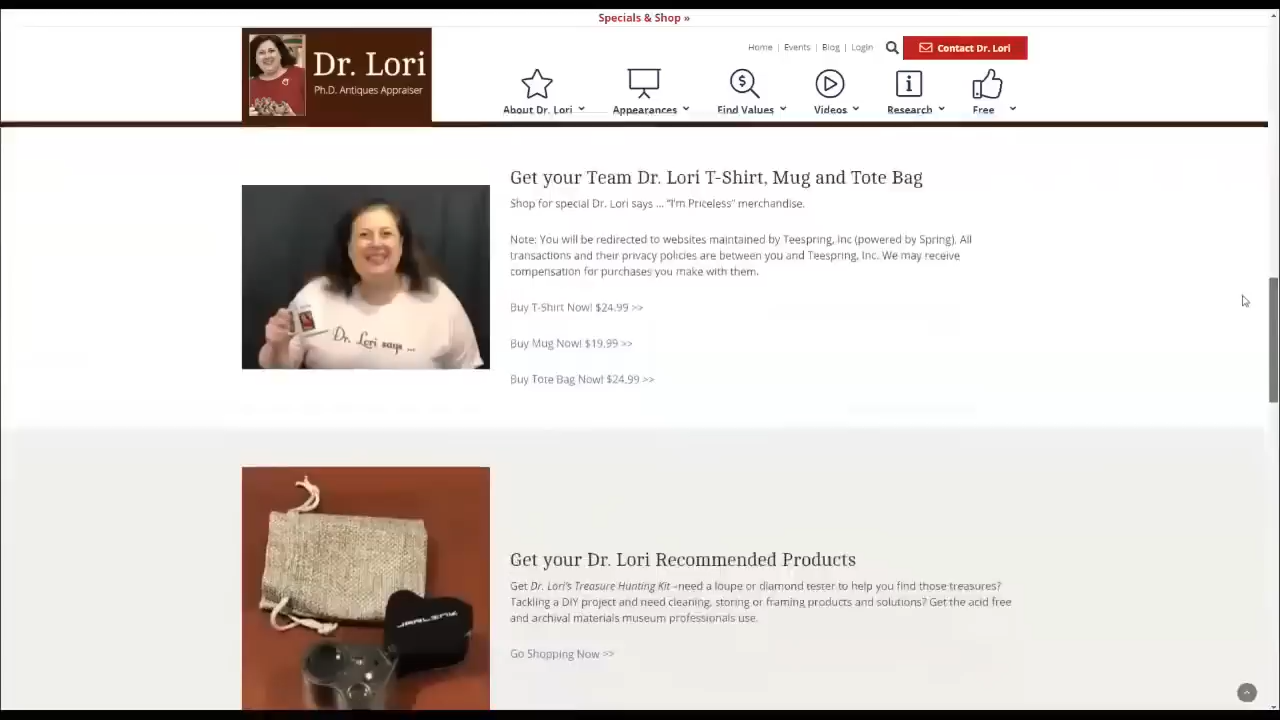 Specials & Shop »
Dr. Lori
Ph.D. Antiques Appraiser
Home | Events | Blog | Login
Contact Dr. Lori
About Dr. Lori
Appearances
Find Values
Videos
Research
Free
Get your Team Dr. Lori T-Shirt, Mug and Tote Bag
Shop for special Dr. Lori says ... "I'm Priceless" merchandise.
Note: You will be redirected to websites maintained by Teespring, Inc (powered by Spring). All
transactions and their privacy policies are between you and Teespring, Inc. We may receive
compensation for purchases you make with them.
Buy T-Shirt Now! $24.99 >>
Buy Mug Now! $19.99 >>
Buy Tote Bag Now! $24.99 >>
Dr. Lori says ...
Get your Dr. Lori Recommended Products
Get Dr. Lori's Treasure Hunting Kit –need a loupe or diamond tester to help you find those treasures?
Tackling a DIY project and need cleaning, storing or framing products and solutions? Get the acid free
and archival materials museum professionals use.
Go Shopping Now >>
JARLINK